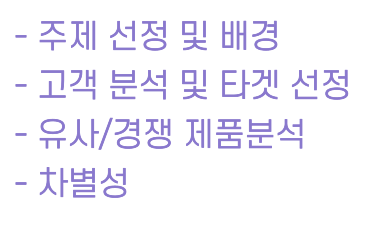 - 주제 선정 및 배경
- 고객 분석 및 타겟 선정
- 유사/경쟁 제품분석
- 차별성